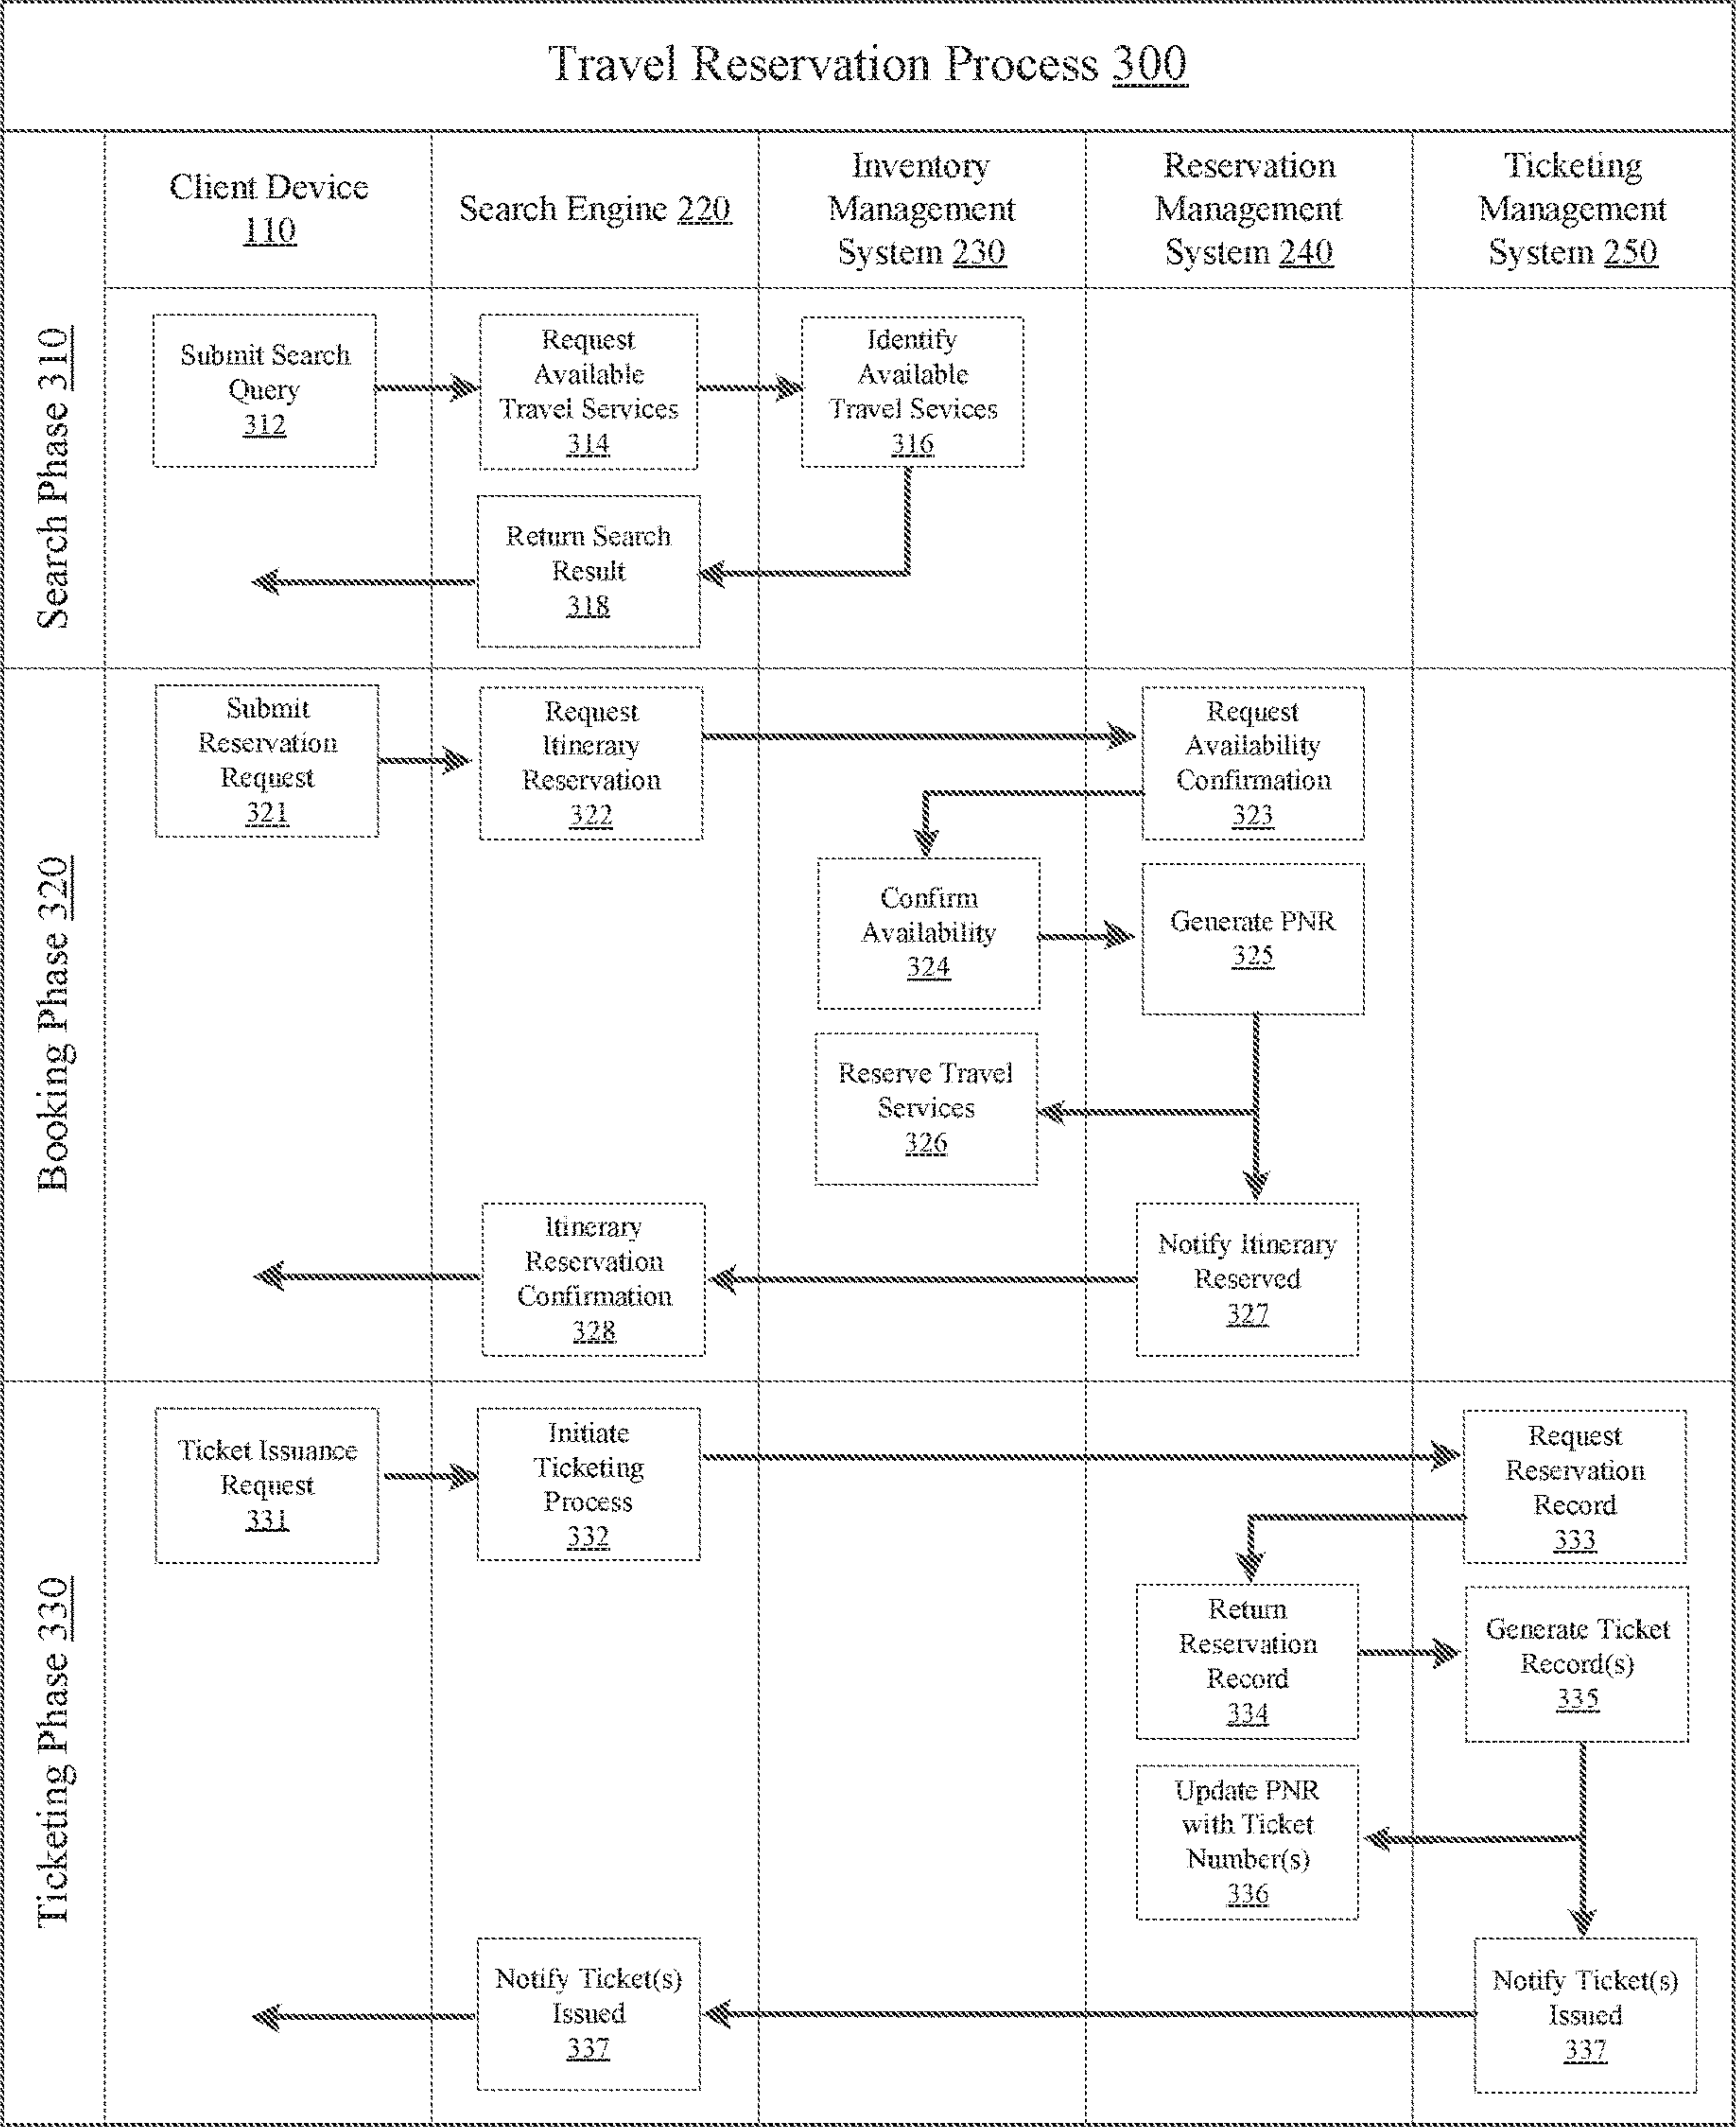 Travel Reservation Process 300
Client Device
110
Search Engine 220
Inventory
Management
System 230
Reservation
Management
System 240
Ticketing
Management
System 250
Search Phase 310
Submit Search
Query
312
Request
Available
Travel Services
314
Identify
Available
Travel Sevices
316
Return Search
Result
318
Booking Phase 320
Submit
Reservation
Request
321
Request
Itinerary
Reservation
322
Request
Availability
Confirmation
323
Confirm
Availability
324
Generate PNR
325
Reserve Travel
Services
326
Itinerary
Reservation
Confirmation
328
Notify Itinerary
Reserved
327
Ticketing Phase 330
Ticket Issuance
Request
331
Initiate
Ticketing
Process
332
Request
Reservation
Record
333
Return
Reservation
Record
334
Generate Ticket
Record(s)
335
Update PNR
with Ticket
Number(s)
336
Notify Ticket(s)
Issued
337
Notify Ticket(s)
Issued
337